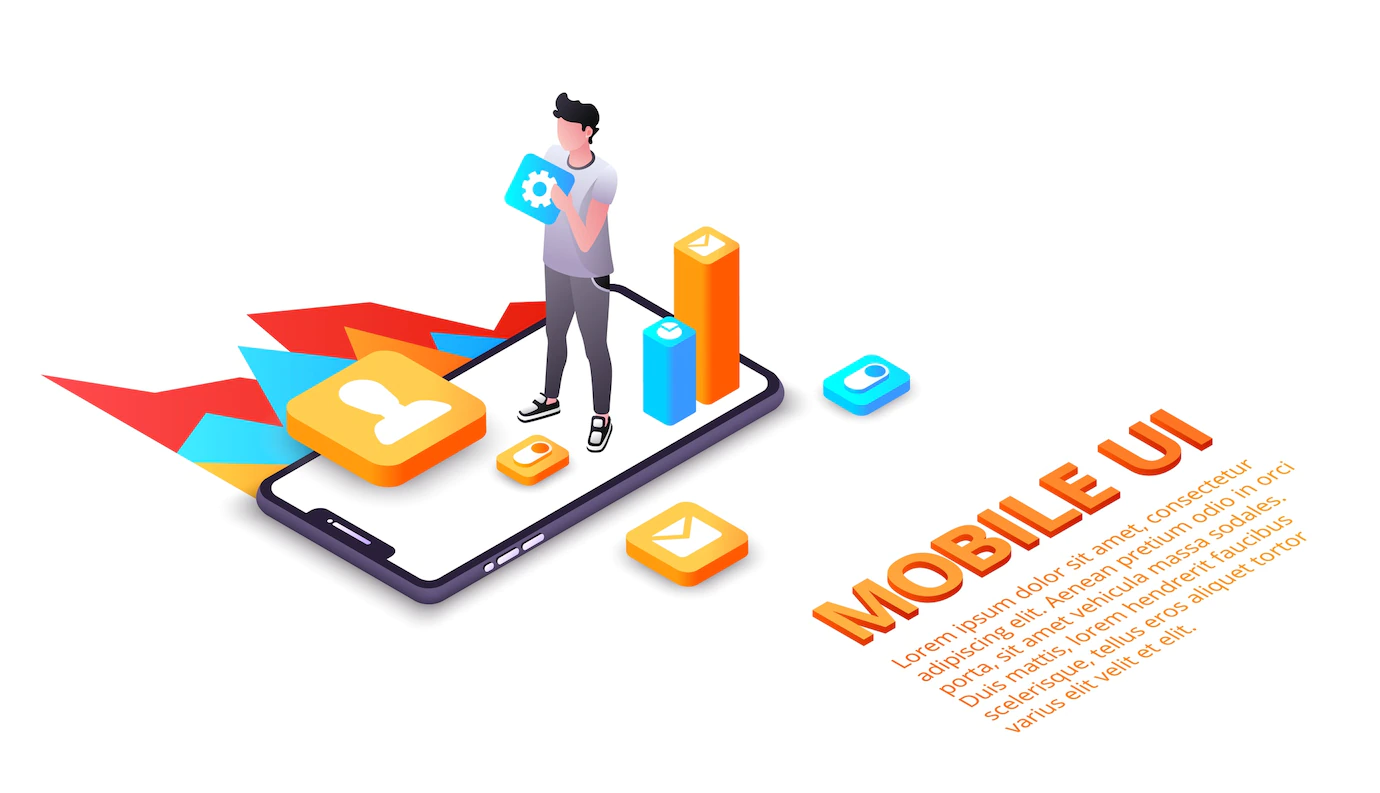 MOBILE UI
Lorem ipsum dolor sit amet, consectetur
adipiscing elit. Aenean pretium odio in orci
porta, sit amet vehicula massa sodales.
Duis mattis, lorem hendrerit faucibus
scelerisque, tellus eros aliquet tortor
varius elit velit et elit.